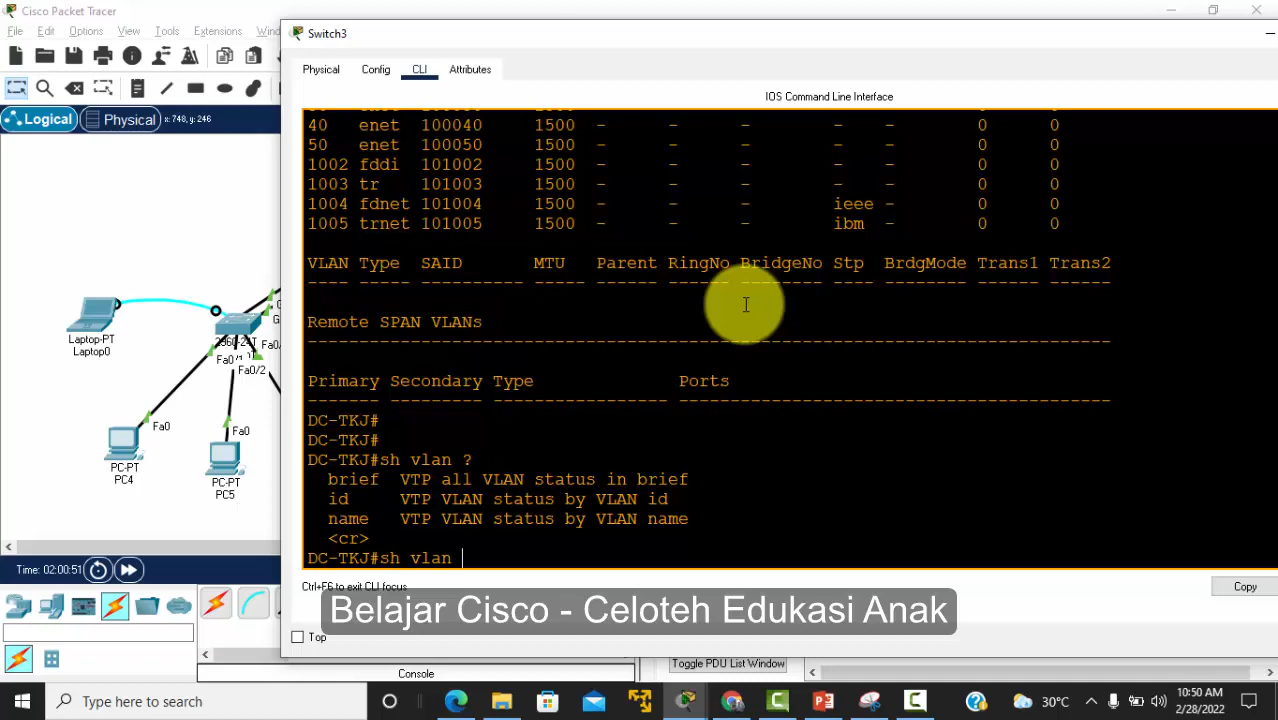 Cisco Packet Tracer
File Edit Options View Tools Extensions
Switch3
Physical Config CLI Attributes
IOS Command Line Interface
Logical Physical x: 748, y: 246
40 enet 100040 1500 - - - - - 0 0
50 enet 100050 1500 - - - - - 0 0
1002 fddi 101002 1500 - - - - - 0 0
1003 tr 101003 1500 - - - - - 0 0
1004 fdnet 101004 1500 - - - ieee - 0 0
1005 trnet 101005 1500 - - - ibm - 0 0
VLAN Type SAID MTU Parent RingNo BridgeNo Stp BrdgMode Trans1 Trans2
---- ----- ---------- ----- ------ ------ -------- ---- -------- ------ ------
Remote SPAN VLANs
------------------------------------------------------------------------------
Primary Secondary Type Ports
------- --------- ----------------- ------------------------------------------
DC-TKJ#
DC-TKJ#
DC-TKJ#sh vlan ?
brief VTP all VLAN status in brief
id VTP VLAN status by VLAN id
name VTP VLAN status by VLAN name
<cr>
DC-TKJ#sh vlan
Laptop-PT
Laptop0
Fa0/2
Fa0
PC-PT
PC4
Fa0
PC-PT
PC5
Time: 02:00:51
Ctrl+F6 to exit CLI focus
Copy
Belajar Cisco - Celoteh Edukasi Anak
Top
Toggle PDU List Window
Console
Type here to search
30°C
10:50 AM
2/28/2022